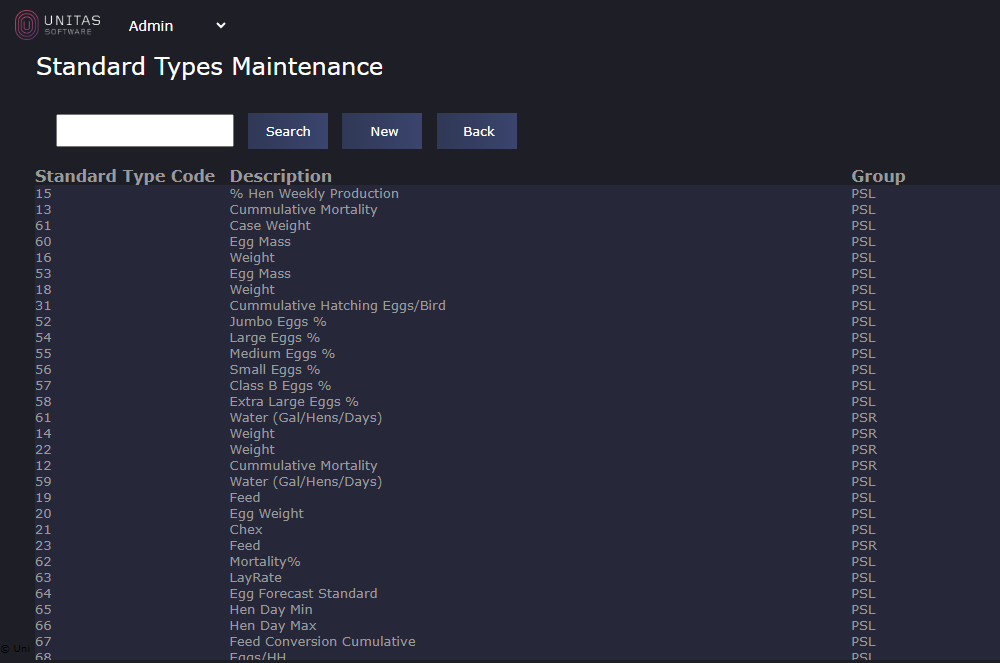 UNITAS
SOFTWARE
Admin
Standard Types Maintenance
Search New Back
Standard Type Code Description Group
15 % Hen Weekly Production PSL
13 Cummulative Mortality PSL
61 Case Weight PSL
60 Egg Mass PSL
16 Weight PSL
53 Egg Mass PSL
18 Weight PSL
31 Cummulative Hatching Eggs/Bird PSL
52 Jumbo Eggs % PSL
54 Large Eggs % PSL
55 Medium Eggs % PSL
56 Small Eggs % PSL
57 Class B Eggs % PSL
58 Extra Large Eggs % PSL
61 Water (Gal/Hens/Days) PSR
14 Weight PSR
22 Weight PSR
12 Cummulative Mortality PSR
59 Water (Gal/Hens/Days) PSL
19 Feed PSL
20 Egg Weight PSL
21 Chex PSL
23 Feed PSR
62 Mortality% PSL
63 LayRate PSL
64 Egg Forecast Standard PSL
65 Hen Day Min PSL
66 Hen Day Max PSL
67 Feed Conversion Cumulative PSL
© Uni
68 Eggs/HH PSL